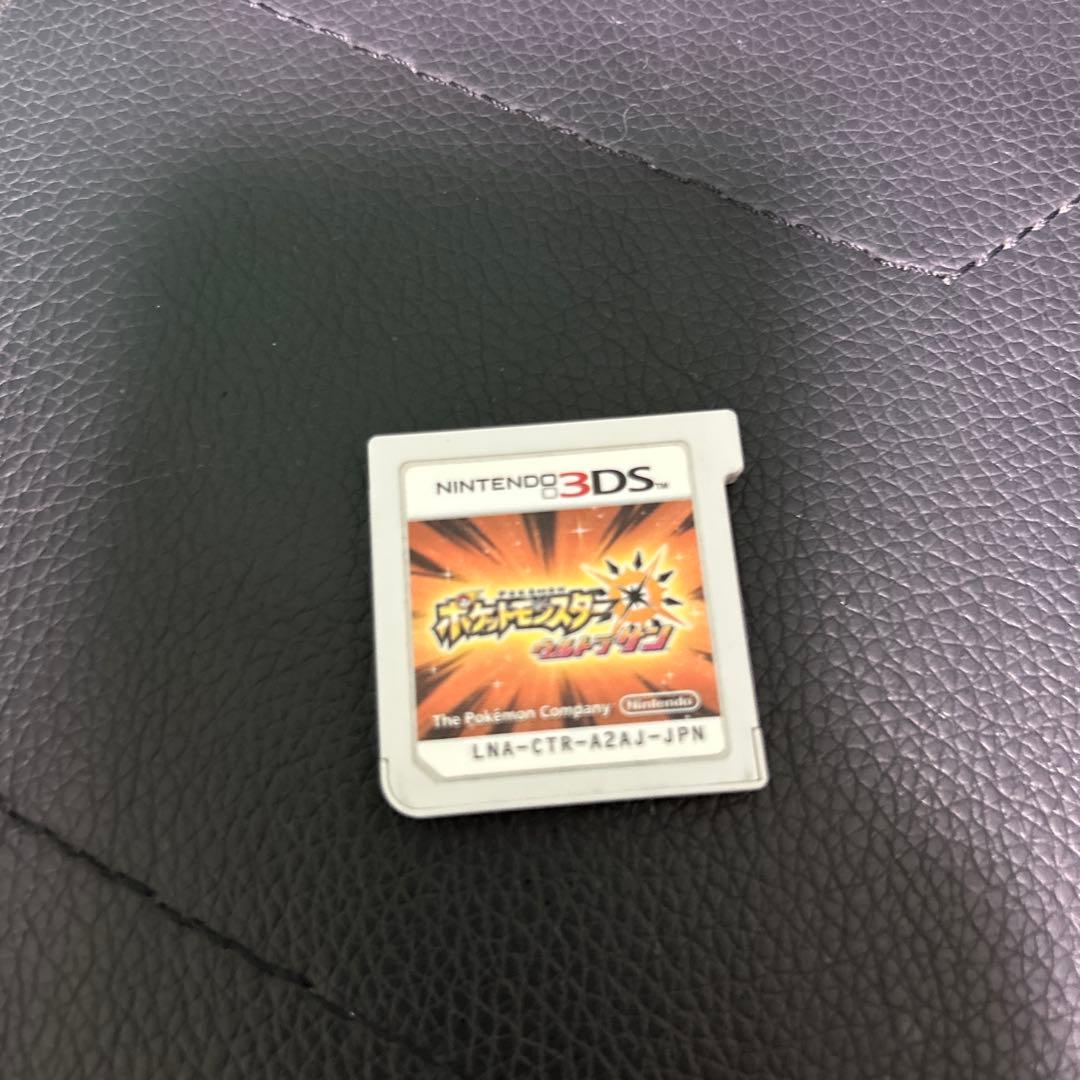 NINTENDO 3DS™
POKÉMON
ポケットモンスター
ウルトラサン
The Pokémon Company Nintendo
LNA-CTR-A2AJ-JPN